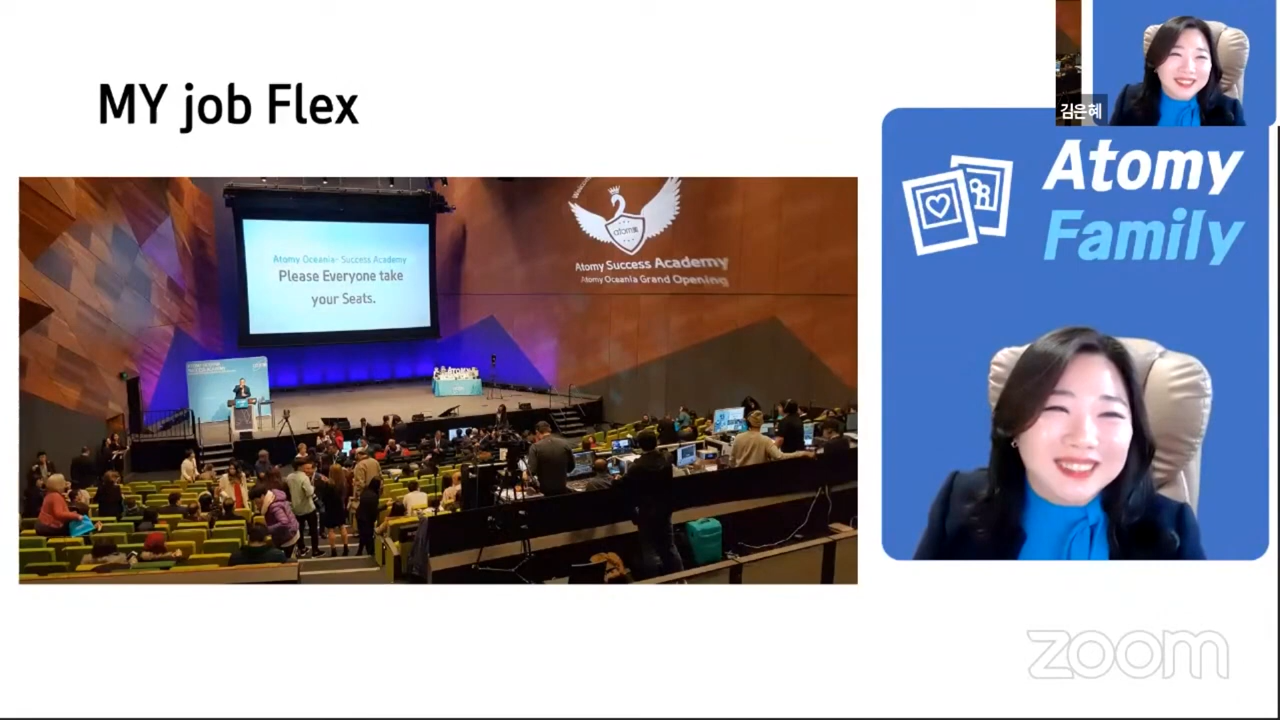 MY job Flex
김은혜
Atomy
Family
Atomy Oceania- Success Academy
Please Everyone take
your Seats.
atomy
Atomy Success Academy
Atomy Oceania Grand Opening
ATOMY
zoom